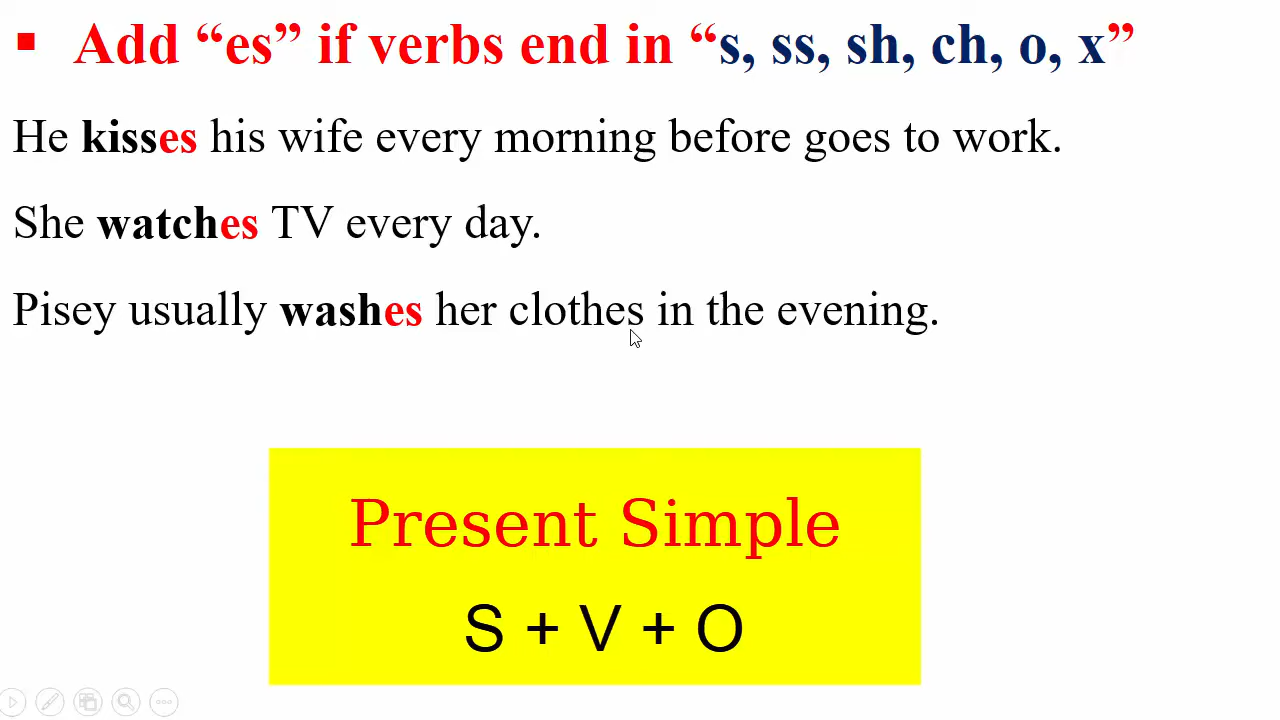 ▪ Add “es” if verbs end in “s, ss, sh, ch, o, x”
He kisses his wife every morning before goes to work.
She watches TV every day.
Pisey usually washes her clothes in the evening.
Present Simple
S + V + O